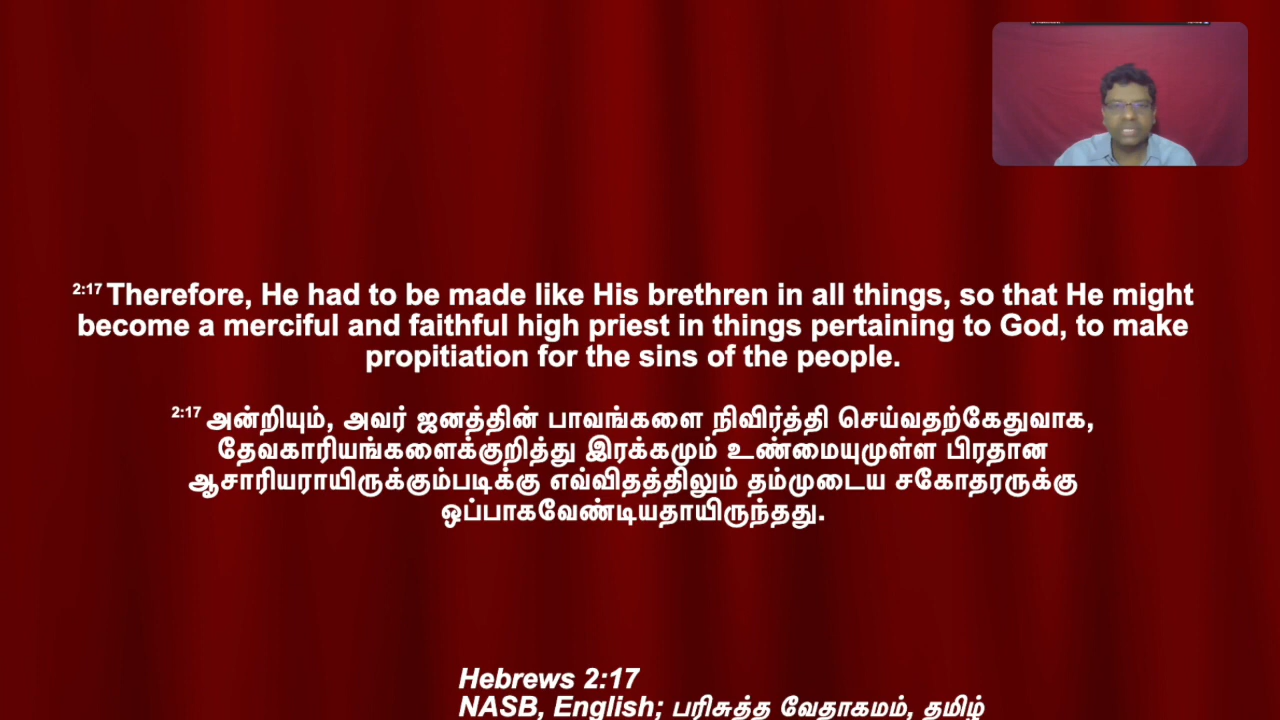 2:17 Therefore, He had to be made like His brethren in all things, so that He might
become a merciful and faithful high priest in things pertaining to God, to make
propitiation for the sins of the people.
2:17 அன்றியும், அவர் ஜனத்தின் பாவங்களை நிவிர்த்தி செய்வதற்கேதுவாக,
தேவகாரியங்களைக்குறித்து இரக்கமும் உண்மையுமுள்ள பிரதான
ஆசாரியராயிருக்கும்படிக்கு எவ்விதத்திலும் தம்முடைய சகோதரருக்கு
ஒப்பாகவேண்டியதாயிருந்தது.
Hebrews 2:17
NASB, English; பரிசுத்த வேதாகமம், தமிழ்